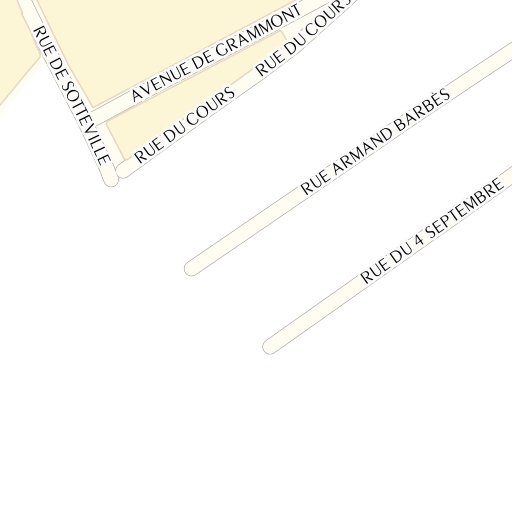 RUE DE SOTTEVILLE
AVENUE DE GRAMMONT
RUE DU COURS
RUE DU COURS
RUE ARMAND BARBÈS
RUE DU 4 SEPTEMBRE